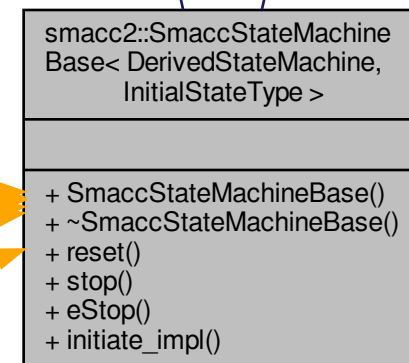 smacc2::SmaccStateMachine
Base< DerivedStateMachine,
InitialStateType >
+ SmaccStateMachineBase()
+ ~SmaccStateMachineBase()
+ reset()
+ stop()
+ eStop()
+ initiate_impl()